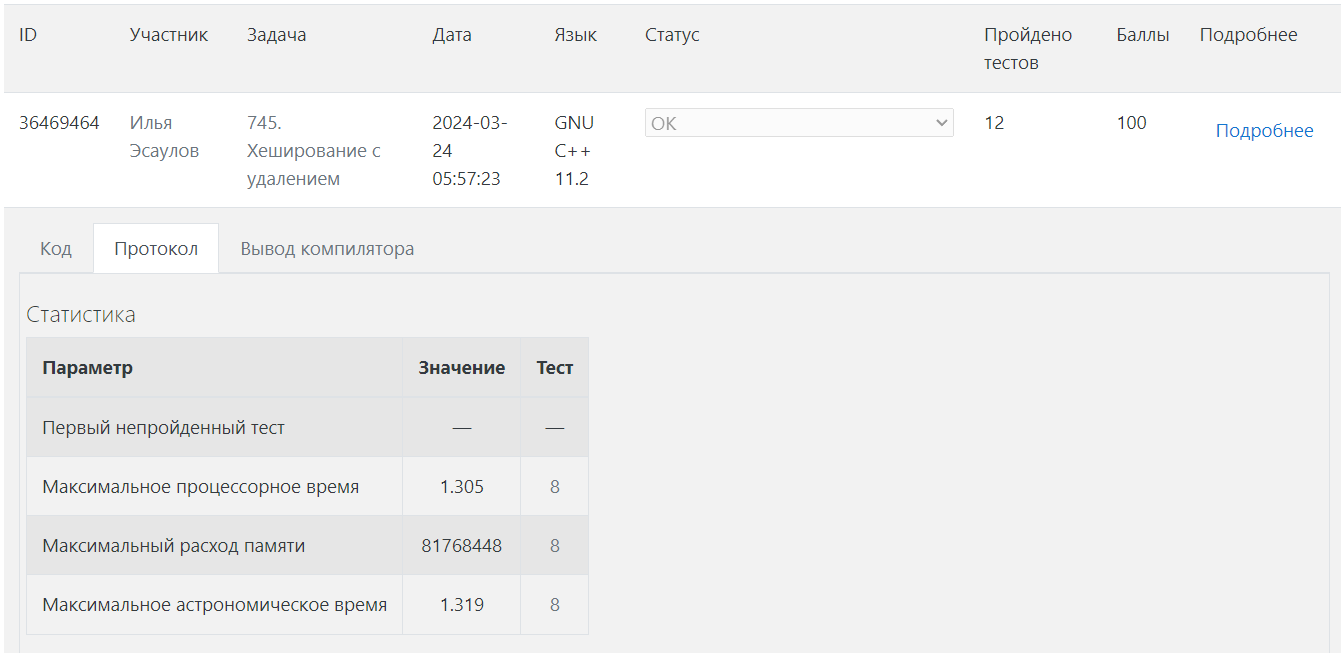 ID Участник Задача Дата Язык Статус Пройдено тестов Баллы Подробнее
36469464 Илья Эсаулов 745. Хеширование с удалением 2024-03-24 05:57:23 GNU C++ 11.2 OK 12 100 Подробнее
Код Протокол Вывод компилятора
Статистика
Параметр Значение Тест
Первый непройденный тест — —
Максимальное процессорное время 1.305 8
Максимальный расход памяти 81768448 8
Максимальное астрономическое время 1.319 8